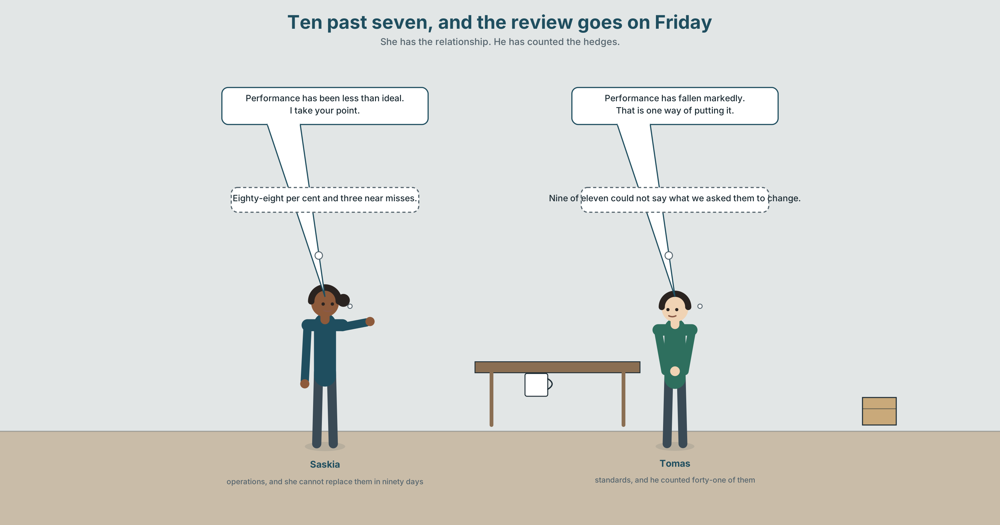 Ten past seven, and the review goes on Friday
She has the relationship. He has counted the hedges.
Performance has been less than ideal.
I take your point.
Performance has fallen markedly.
That is one way of putting it.
Eighty-eight per cent and three near misses.
Nine of eleven could not say what we asked them to change.
Saskia
operations, and she cannot replace them in ninety days
Tomas
standards, and he counted forty-one of them